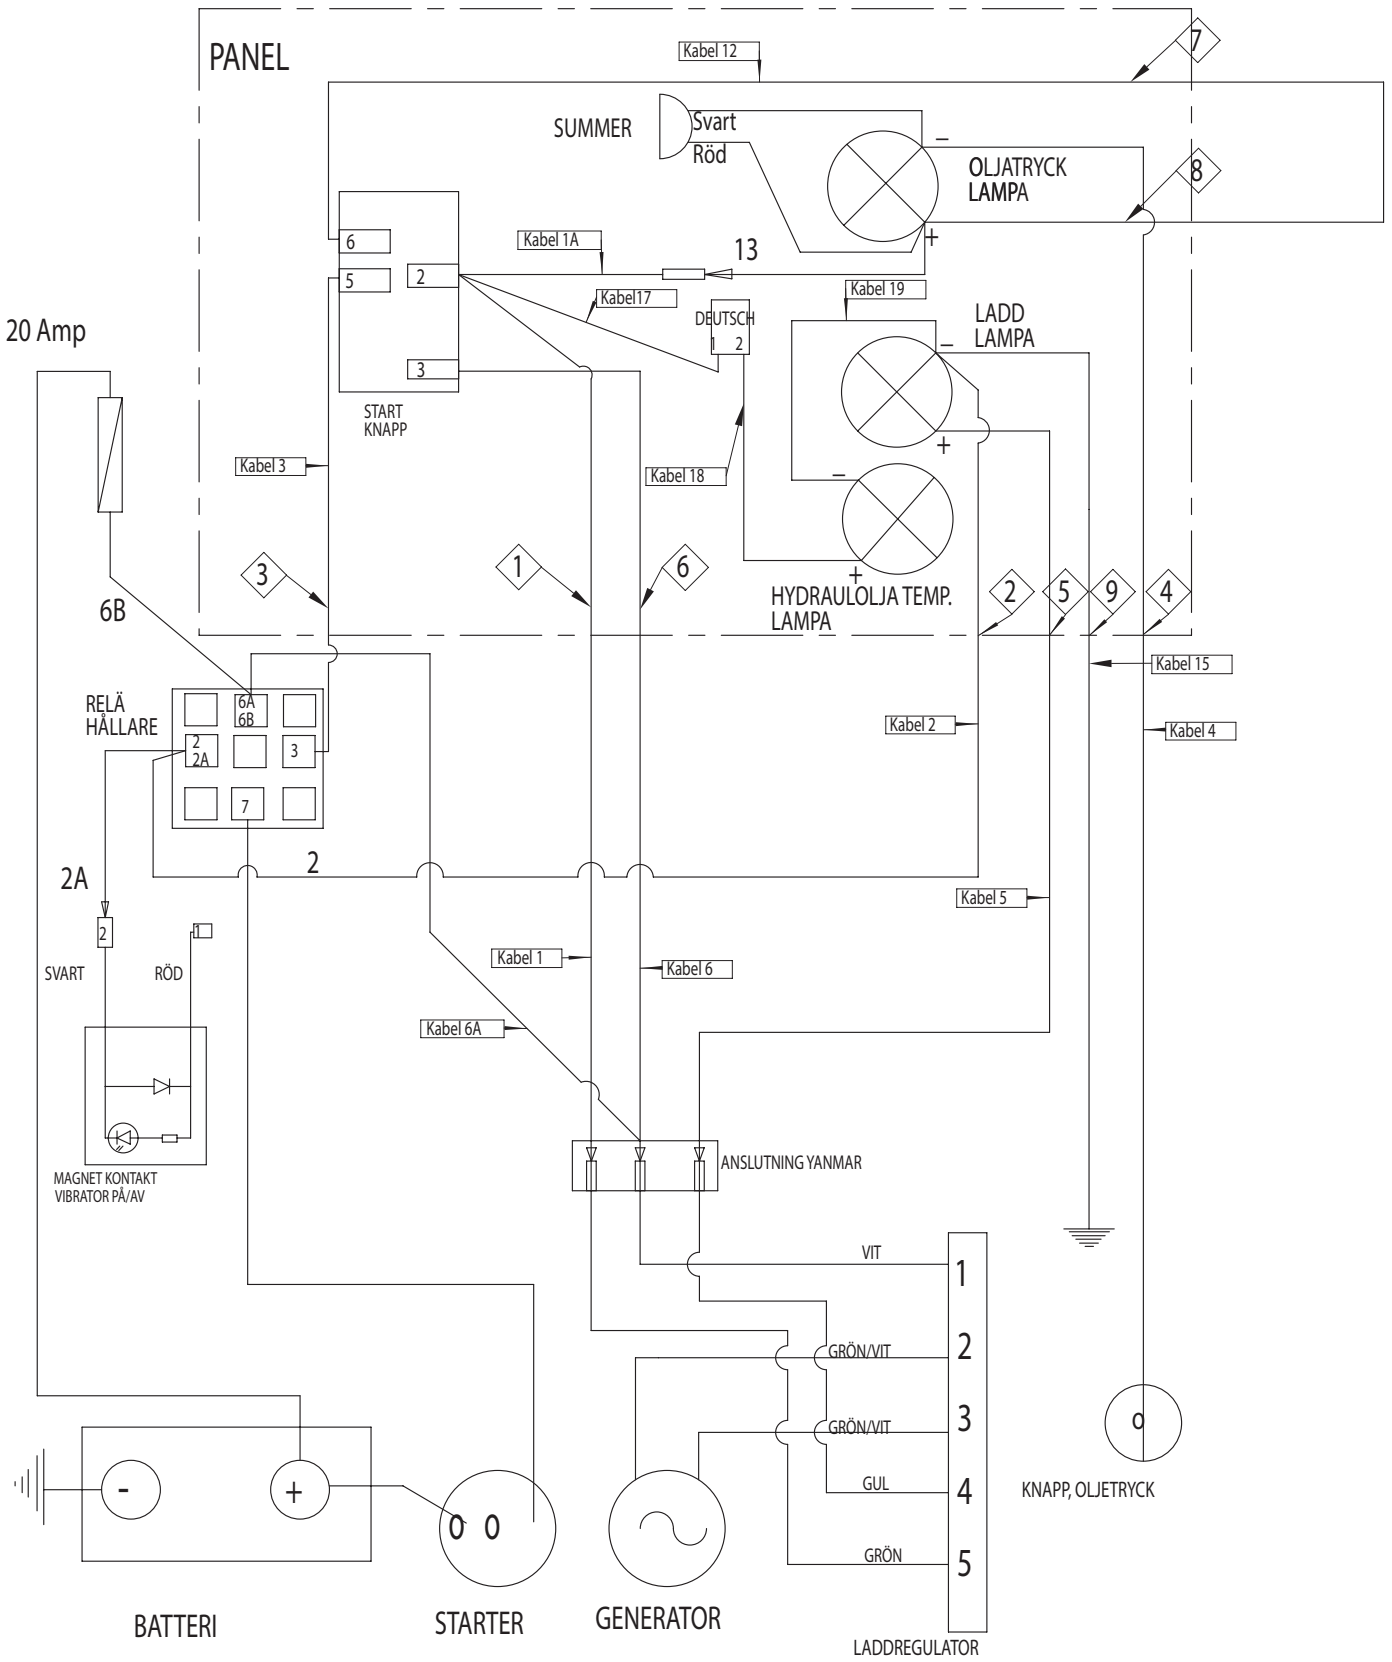 PANEL
Kabel 12
7
SUMMER
Svart
Röd
−
OLJATRYCK
LAMPA
+
8
6
5
2
3
START
KNAPP
Kabel 1A
13
Kabel17
DEUTSCH
1 2
Kabel 19
LADD
LAMPA
−
+
20 Amp
Kabel 3
Kabel 18
−
+
HYDRAULOLJA TEMP.
LAMPA
3
1
6
2
5
9
4
6B
Kabel 15
Kabel 2
Kabel 4
RELÄ
HÅLLARE
6A
6B
2
2A
3
7
2
2A
2
1
SVART
RÖD
Kabel 5
Kabel 1
Kabel 6
Kabel 6A
MAGNET KONTAKT
VIBRATOR PÅ/AV
ANSLUTNING YANMAR
VIT
1
GRÖN/VIT
2
GRÖN/VIT
3
GUL
4
GRÖN
5
LADDREGULATOR
O
KNAPP, OLJETRYCK
-
+
BATTERI
O O
STARTER
GENERATOR